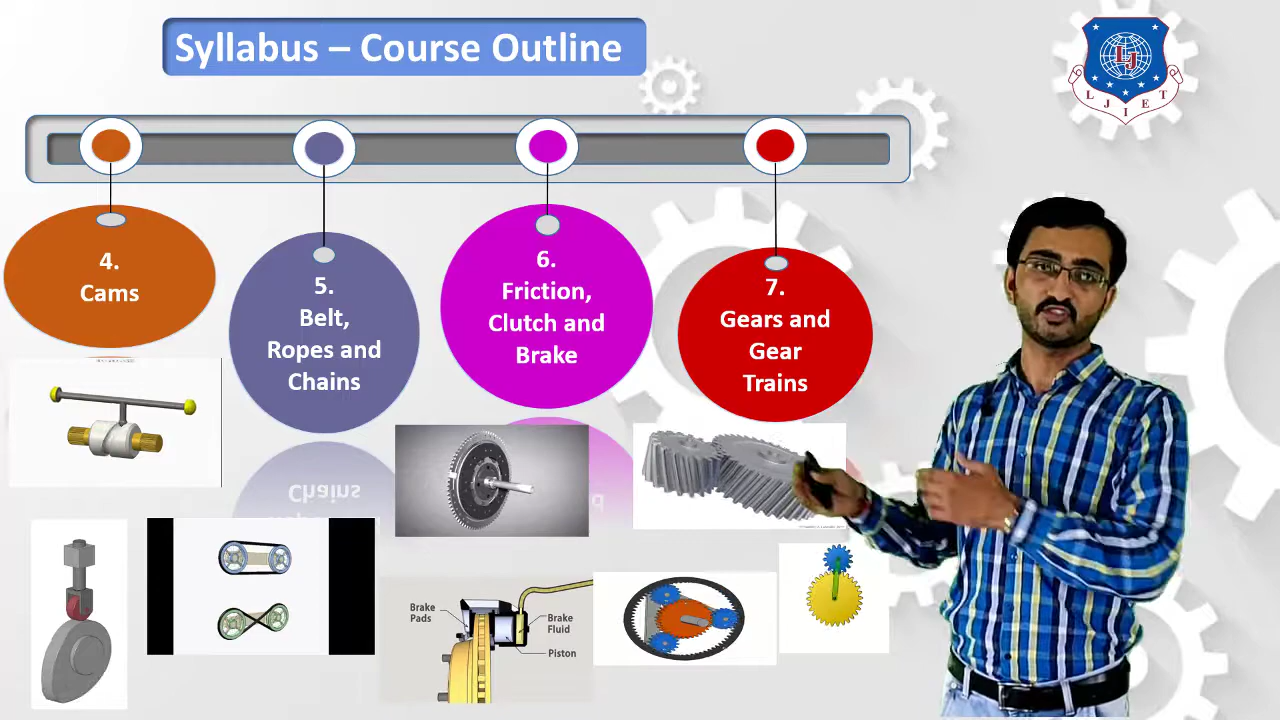 Syllabus – Course Outline
L J I E T
LJ
4.
Cams
5.
Belt,
Ropes and
Chains
6.
Friction,
Clutch and
Brake
7.
Gears and
Gear
Trains
Chains
Brake
Pads
Brake
Fluid
Piston